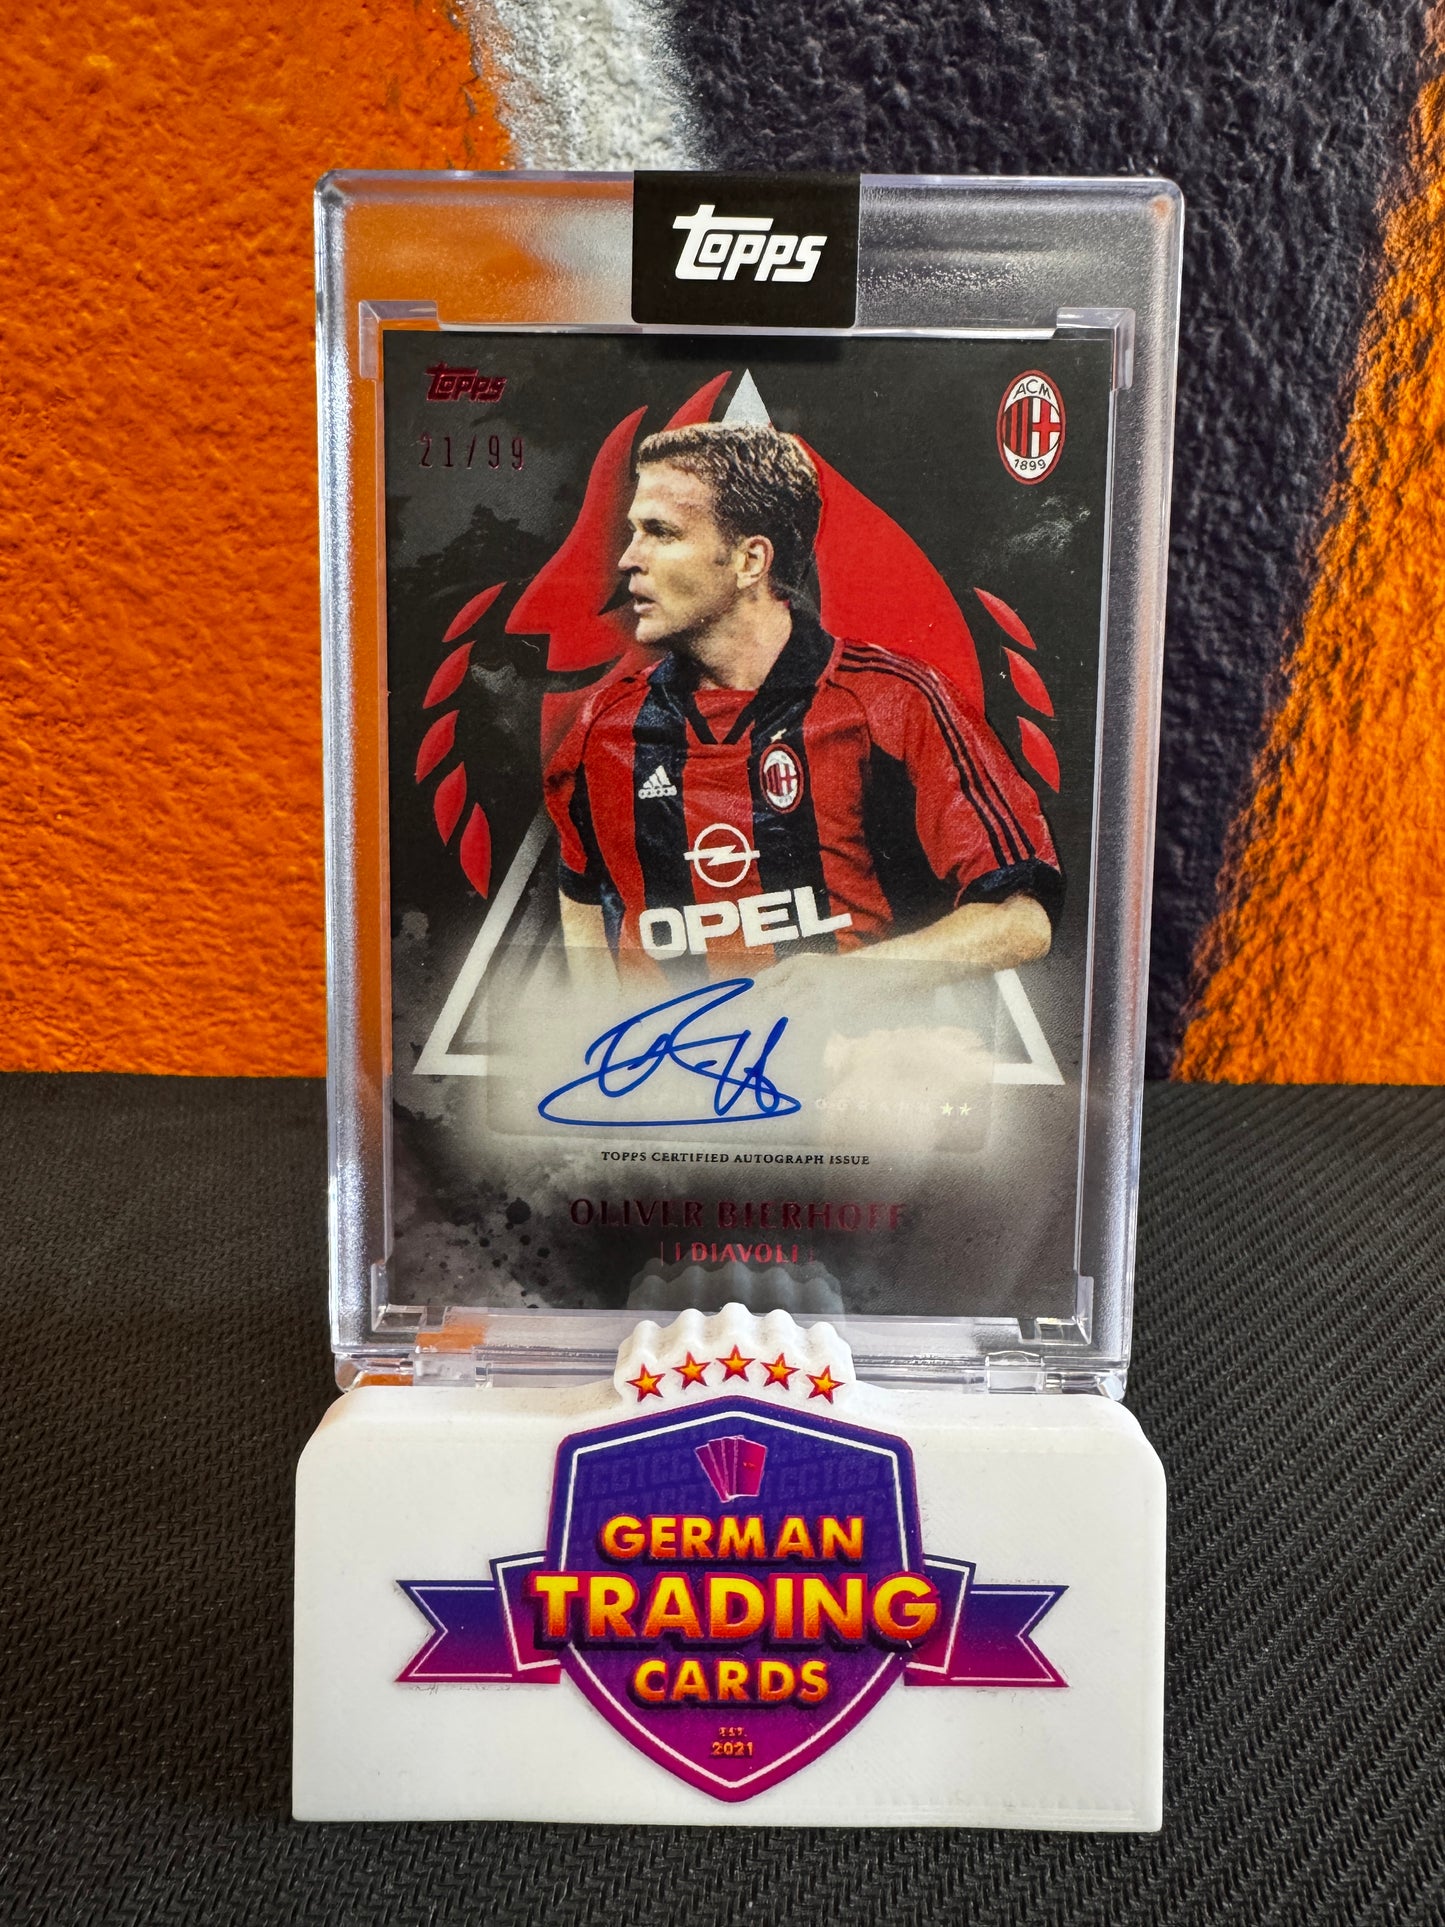 topps
topps
21/99
ACM
1899
adidas
OPEL
TOPPS CERTIFIED AUTOGRAPH ISSUE
OLIVER BIERHOFF
I DIAVOLI
GERMAN
TRADING
CARDS
EST.
2021